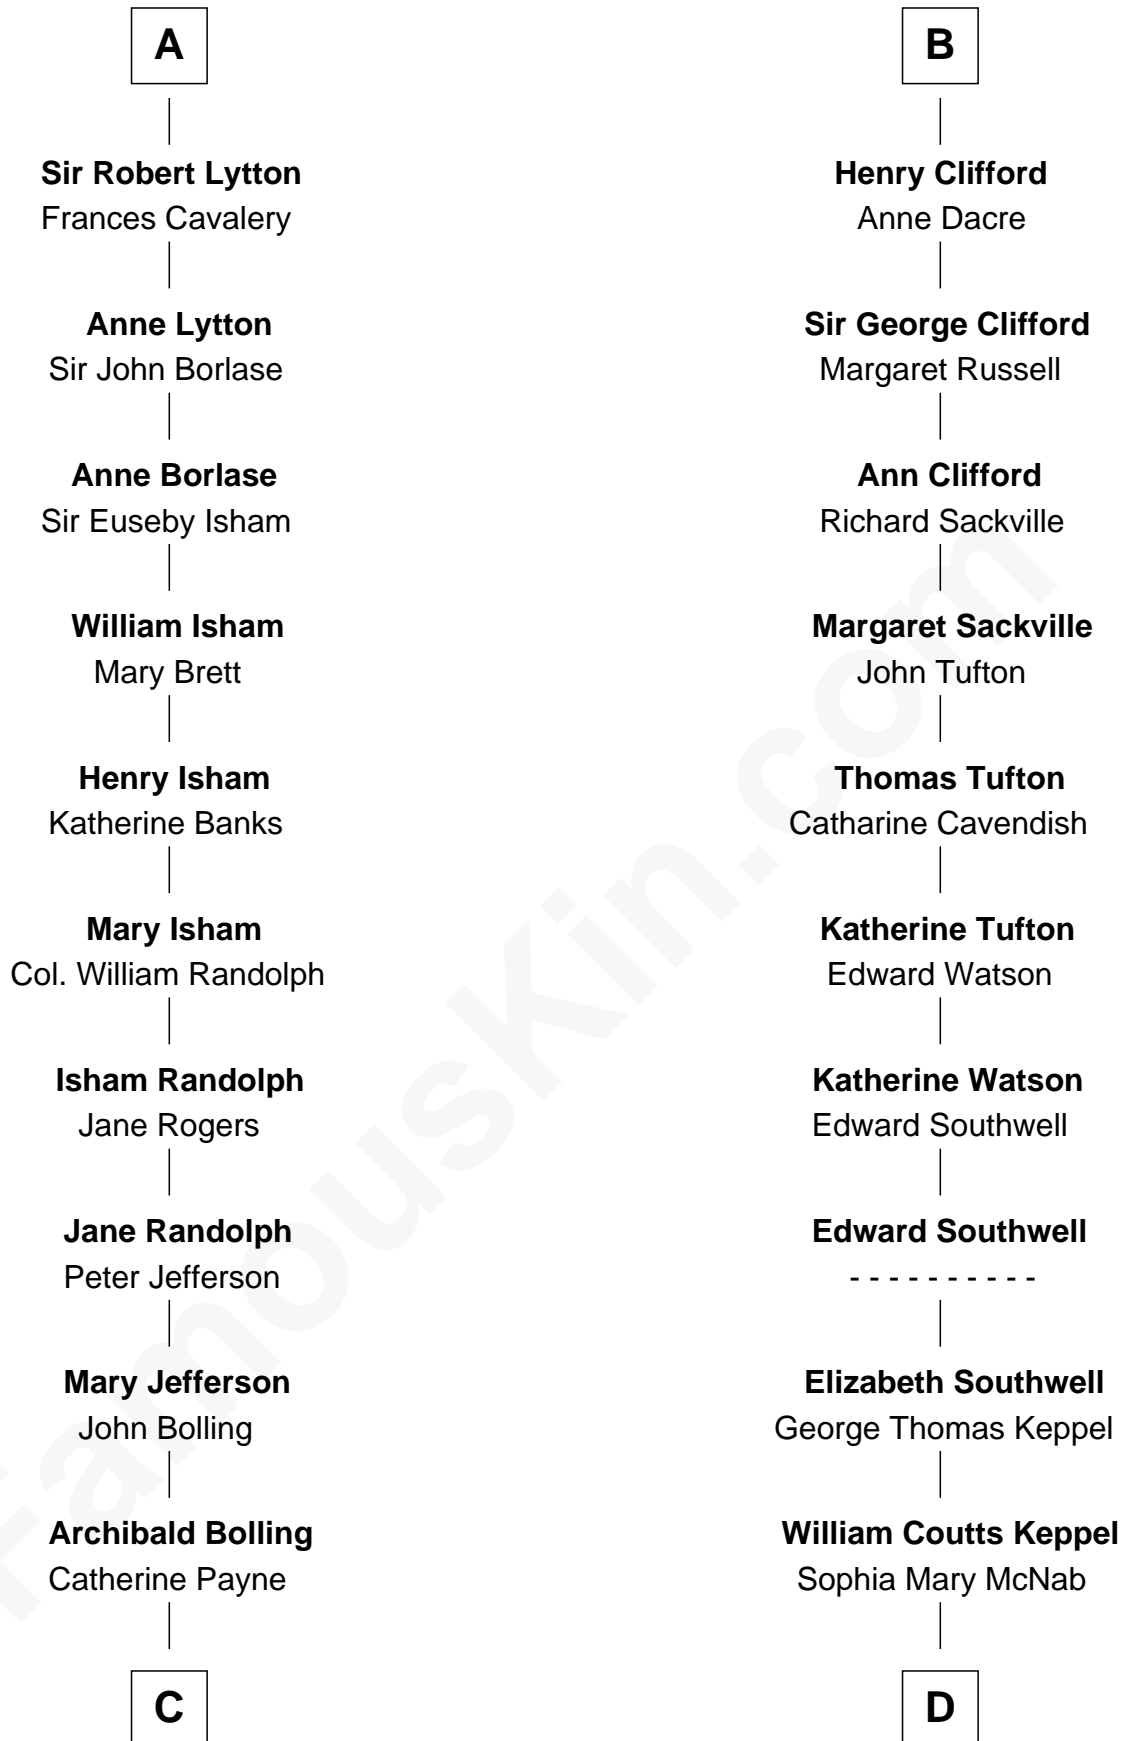 A
Sir Robert Lytton
Frances Cavalery
Anne Lytton
Sir John Borlase
Anne Borlase
Sir Euseby Isham
William Isham
Mary Brett
Henry Isham
Katherine Banks
Mary Isham
Col. William Randolph
Isham Randolph
Jane Rogers
Jane Randolph
Peter Jefferson
Mary Jefferson
John Bolling
Archibald Bolling
Catherine Payne
C
B
Henry Clifford
Anne Dacre
Sir George Clifford
Margaret Russell
Ann Clifford
Richard Sackville
Margaret Sackville
John Tufton
Thomas Tufton
Catharine Cavendish
Katherine Tufton
Edward Watson
Katherine Watson
Edward Southwell
Edward Southwell
- - - - - - - - - -
Elizabeth Southwell
George Thomas Keppel
William Coutts Keppel
Sophia Mary McNab
D
FamousKin.com